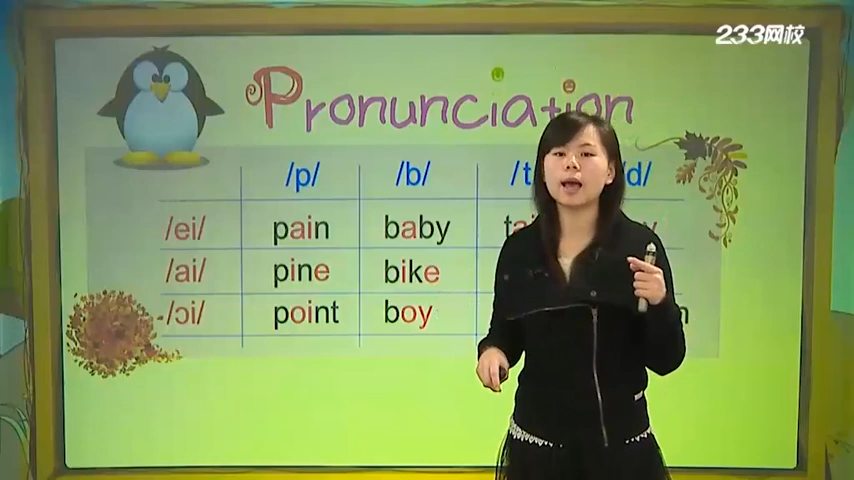 233网校
Pronunciation
/p/ /b/ /t /d/
/ei/ pain baby
/ai/ pine bike
/ɔi/ point boy